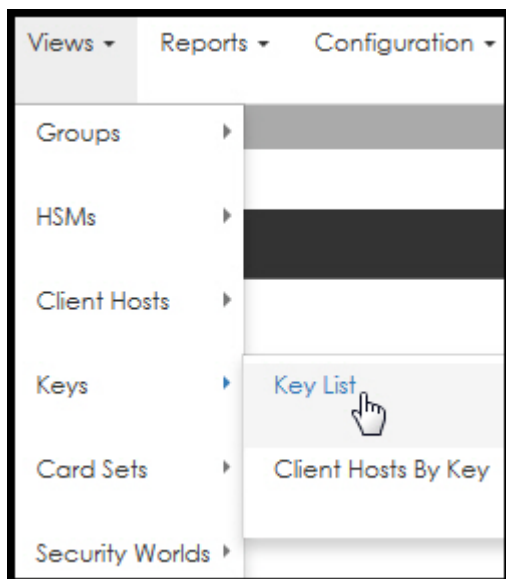 Views Reports Configuration
Groups
HSMs
Client Hosts
Keys Key List
Card Sets Client Hosts By Key
Security Worlds